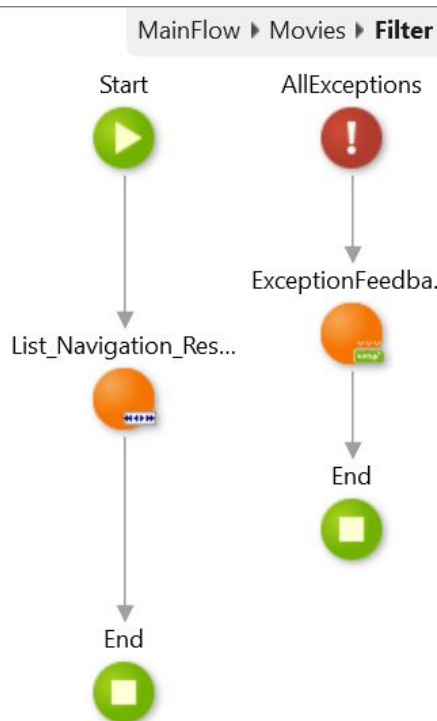 MainFlow Movies Filter
Start
AllExceptions
ExceptionFeedba...
List_Navigation_Res...
End
End